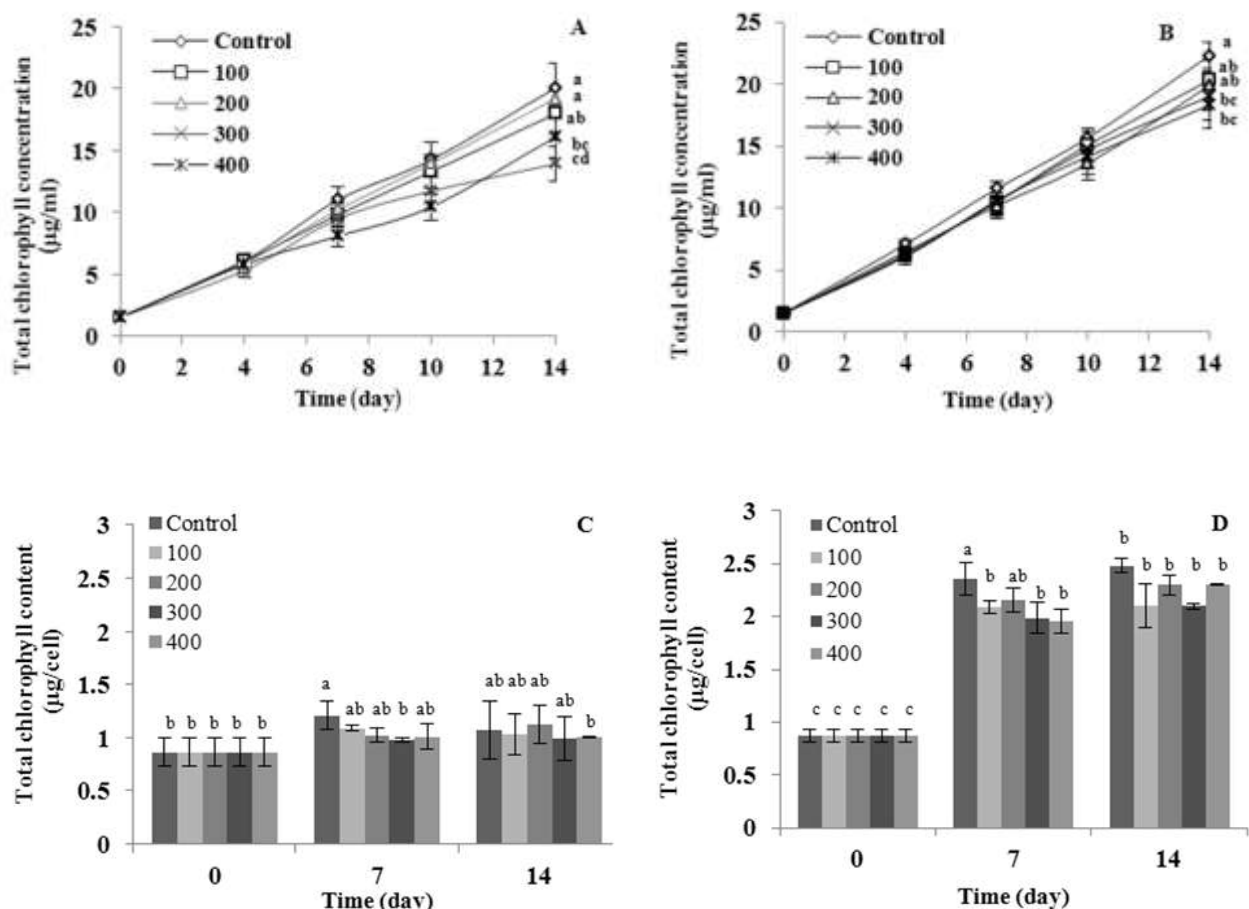 A
Total chlorophyll concentration
(µg/ml)
25
20
15
10
5
0
Control
100
200
300
400
a
a
ab
bc
cd
0 2 4 6 8 10 12 14
Time (day)
B
Total chlorophyll concentration
(µg/ml)
25
20
15
10
5
0
Control
100
200
300
400
a
ab
ab
bc
bc
0 2 4 6 8 10 12 14
Time (day)
C
Total chlorophyll content
(µg/cell)
3
2.5
2
1.5
1
0.5
0
Control
100
200
300
400
b b b b b
a ab ab b ab
ab ab ab ab b
0 7 14
Time (day)
D
Total chlorophyll content
(µg/cell)
3
2.5
2
1.5
1
0.5
0
Control
100
200
300
400
c c c c c
a b ab b b
b b b b b
0 7 14
Time (day)